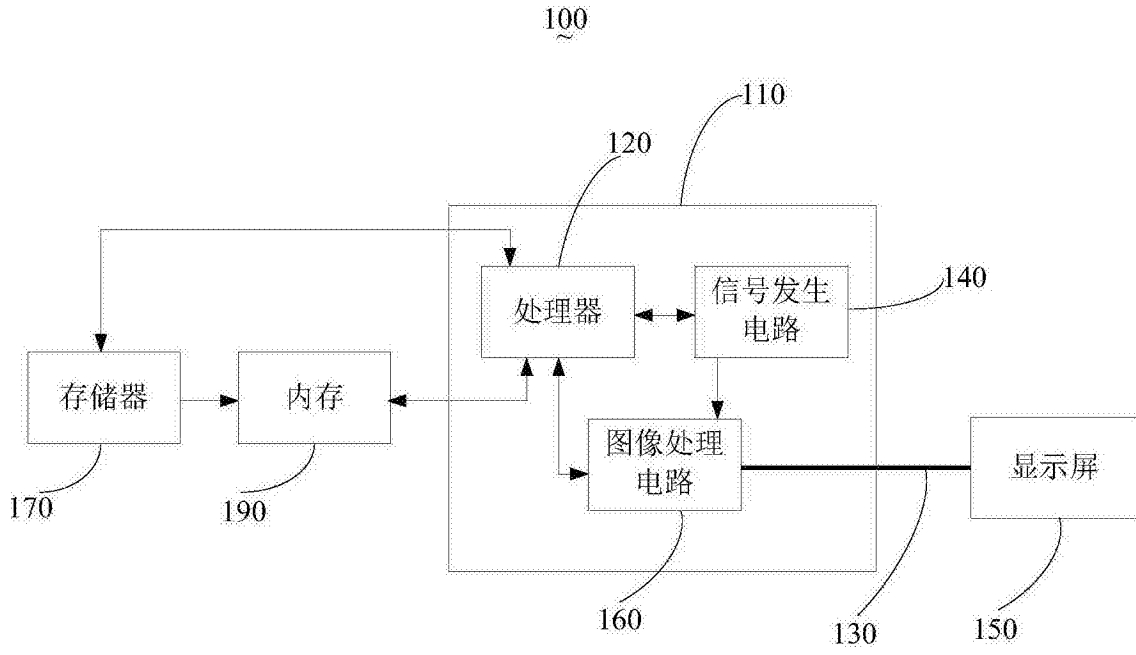 100
110
120
处理器
信号发生
电路
140
存储器
内存
图像处理
电路
显示屏
170
190
160
130
150